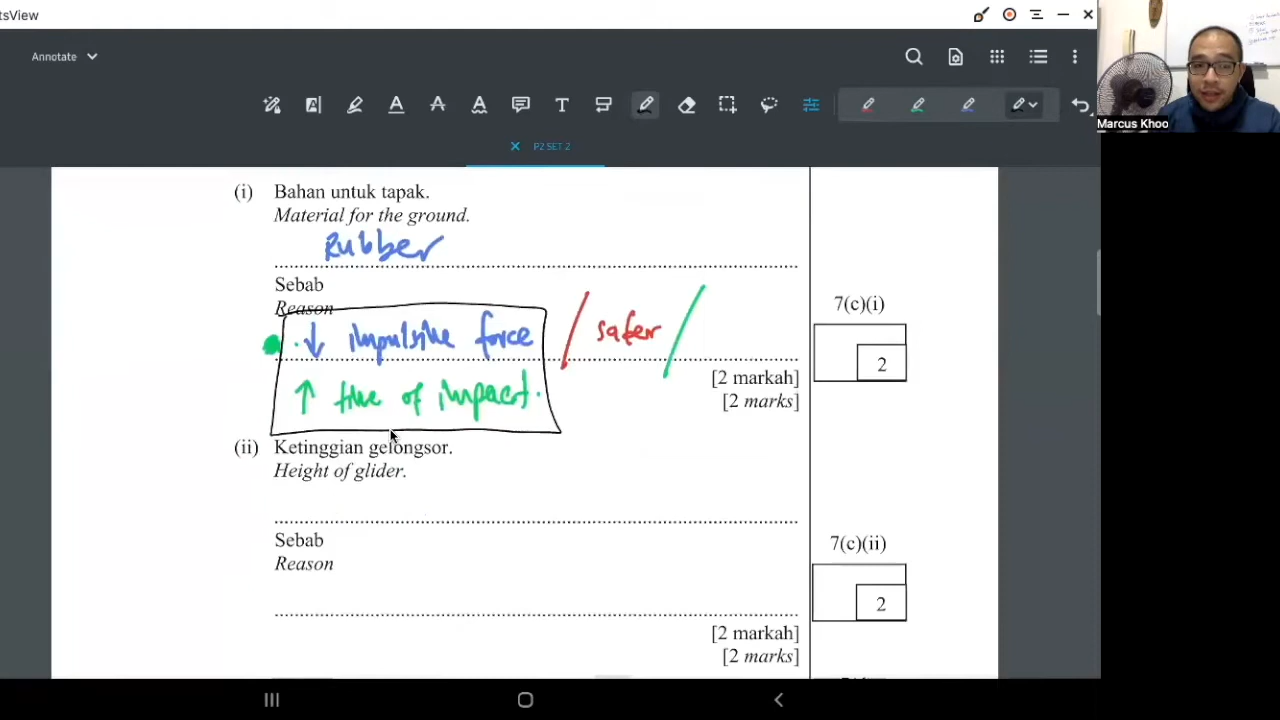 tsView
Annotate
Marcus Khoo
P2 SET 2
(i) Bahan untuk tapak.
Material for the ground.
Rubber
Sebab
Reason
7(c)(i)
↓ impulsive force / safer /
2
[2 markah]
↑ time of impact.
[2 marks]
(ii) Ketinggian gelongsor.
Height of glider.
Sebab
7(c)(ii)
Reason
2
[2 markah]
[2 marks]